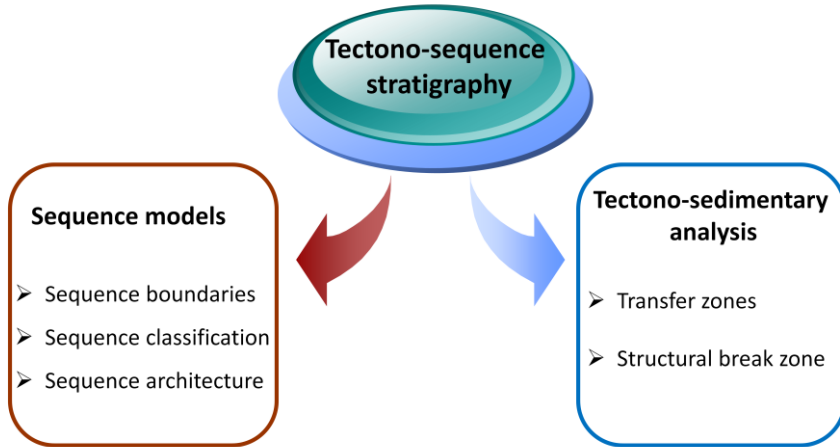 Tectono-sequence
stratigraphy
Sequence models
➢ Sequence boundaries
➢ Sequence classification
➢ Sequence architecture
Tectono-sedimentary
analysis
➢ Transfer zones
➢ Structural break zone